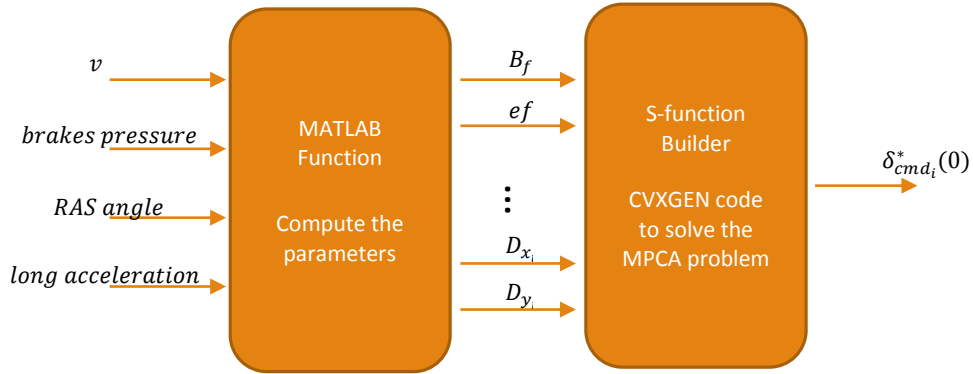 v
brakes pressure
RAS angle
long acceleration
MATLAB
Function
Compute the
parameters
B_f
ef
⋮
D_{x_i}
D_{y_i}
S-function
Builder
CVXGEN code
to solve the
MPCA problem
δ^*_{cmd_i}(0)